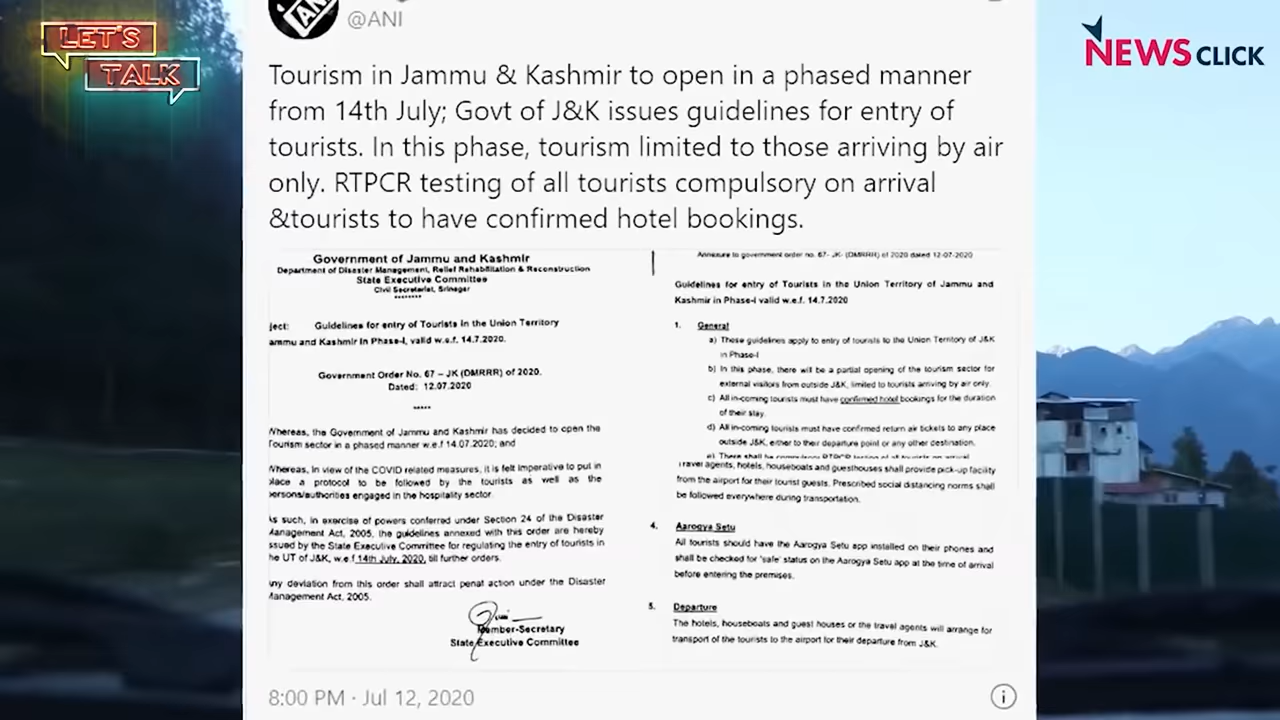 LET'S
TALK
NEWS CLICK
ANI
@ANI
Tourism in Jammu & Kashmir to open in a phased manner
from 14th July; Govt of J&K issues guidelines for entry of
tourists. In this phase, tourism limited to those arriving by air
only. RTPCR testing of all tourists compulsory on arrival
&tourists to have confirmed hotel bookings.
Government of Jammu and Kashmir
Department of Disaster Management, Relief Rehabilitation & Reconstruction
State Executive Committee
Civil Secretariat, Srinagar
********
ject: Guidelines for entry of Tourists in the Union Territory
ammu and Kashmir in Phase-I, valid w.e.f. 14.7.2020.
Government Order No. 67 – JK (DMRRR) of 2020.
Dated: 12.07.2020
*****
Whereas, the Government of Jammu and Kashmir has decided to open the
Tourism sector in a phased manner w.e.f 14.07.2020; and
Whereas, in view of the COVID related measures, it is felt imperative to put in
place a protocol to be followed by the tourists as well as the
persons/authorities engaged in the hospitality sector.
As such, in exercise of powers conferred under Section 24 of the Disaster
Management Act, 2005, the guidelines annexed with this order are hereby
issued by the State Executive Committee for regulating the entry of tourists in
he UT of J&K, w.e.f 14th July, 2020, till further orders.
Any deviation from this order shall attract penal action under the Disaster
Management Act, 2005.
Member-Secretary
State Executive Committee
Annexure to government order no. 67- JK- (DMRRR) of 2020 dated 12-07-2020
Guidelines for entry of Tourists in the Union Territory of Jammu and
Kashmir in Phase-I valid w.e.f. 14.7.2020
1. General
a) These guidelines apply to entry of tourists to the Union Territory of J&K
in Phase-I
b) In this phase, there will be a partial opening of the tourism sector for
external visitors from outside J&K, limited to tourists arriving by air only.
c) All in-coming tourists must have confirmed hotel bookings for the duration
of their stay.
d) All in-coming tourists must have confirmed return air tickets to any place
outside J&K, either to their departure point or any other destination.
e) There shall be compulsory RTPCR testing of all tourists on arrival
Travel agents, hotels, houseboats and guesthouses shall provide pick-up facility
from the airport for their tourist guests. Prescribed social distancing norms shall
be followed everywhere during transportation.
4. Aarogya Setu
All tourists should have the Aarogya Setu app installed on their phones and
shall be checked for 'safe' status on the Aarogya Setu app at the time of arrival
before entering the premises.
5. Departure
The hotels, houseboats and guest houses or the travel agents will arrange for
transport of the tourists to the airport for their departure from J&K.
8:00 PM · Jul 12, 2020